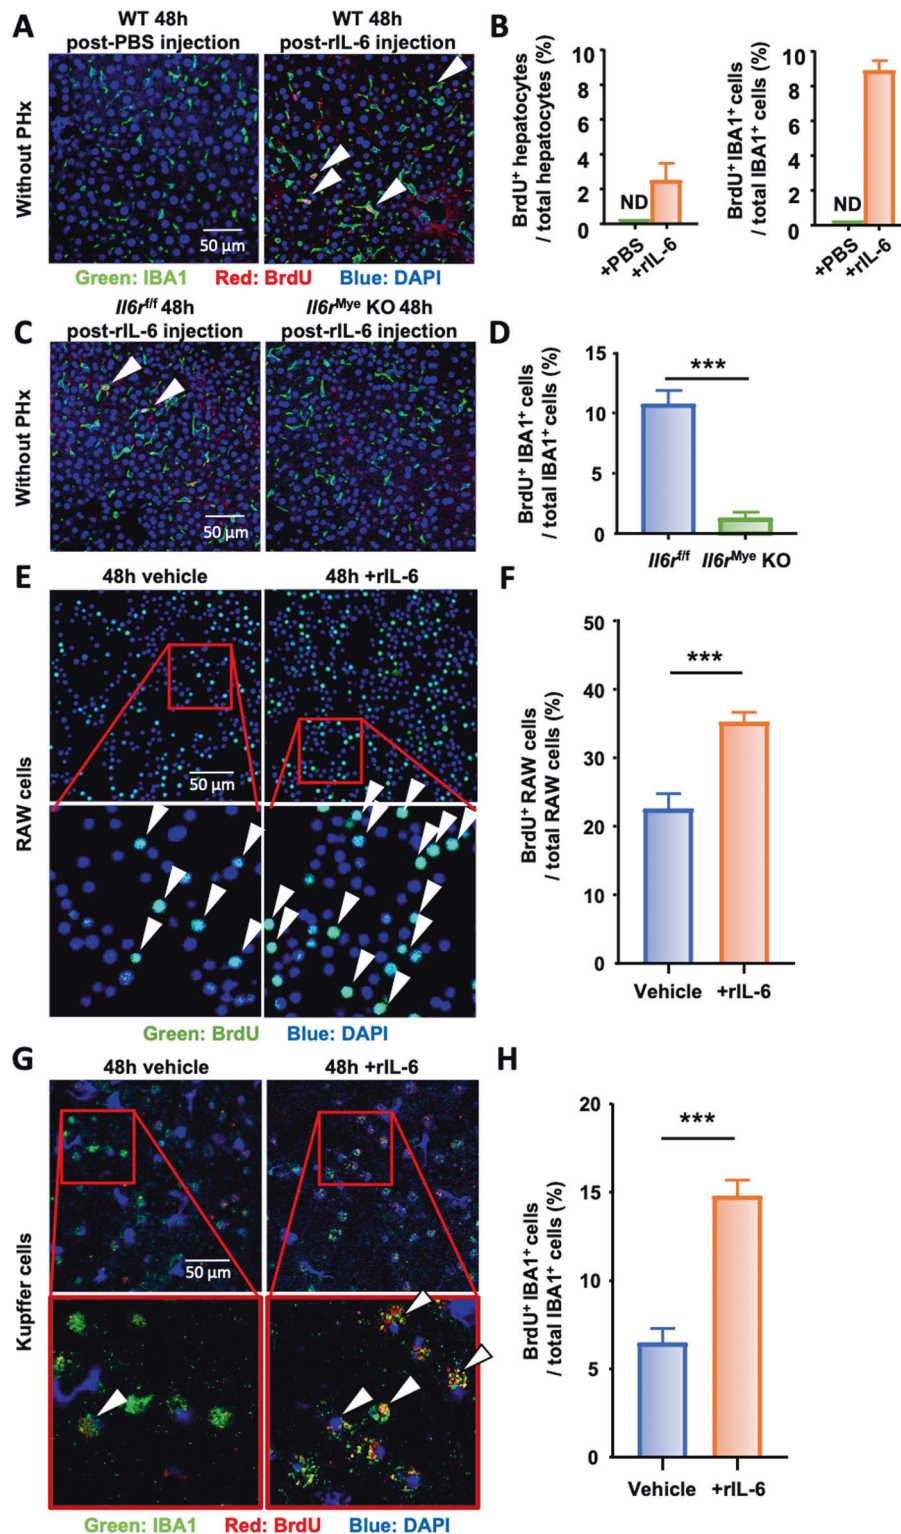 A
WT 48h
post-PBS injection
WT 48h
post-rIL-6 injection
Without PHx
50 µm
Green: IBA1 Red: BrdU Blue: DAPI
B
BrdU⁺ hepatocytes
/ total hepatocytes (%)
10
8
6
4
2
0
ND
+PBS
+rIL-6
BrdU⁺ IBA1⁺ cells
/ total IBA1⁺ cells (%)
10
8
6
4
2
0
ND
+PBS
+rIL-6
C
Il6rᶠ/ᶠ 48h
post-rIL-6 injection
Il6rᴹʸᵉ KO 48h
post-rIL-6 injection
Without PHx
50 µm
D
BrdU⁺ IBA1⁺ cells
/ total IBA1⁺ cells (%)
15
10
5
0
***
Il6rᶠ/ᶠ
Il6rᴹʸᵉ KO
E
48h vehicle
48h +rIL-6
RAW cells
50 µm
Green: BrdU Blue: DAPI
F
BrdU⁺ RAW cells
/ total RAW cells (%)
50
40
30
20
10
0
***
Vehicle
+rIL-6
G
48h vehicle
48h +rIL-6
Kupffer cells
50 µm
Green: IBA1 Red: BrdU Blue: DAPI
H
BrdU⁺ IBA1⁺ cells
/ total IBA1⁺ cells (%)
20
15
10
5
0
***
Vehicle
+rIL-6